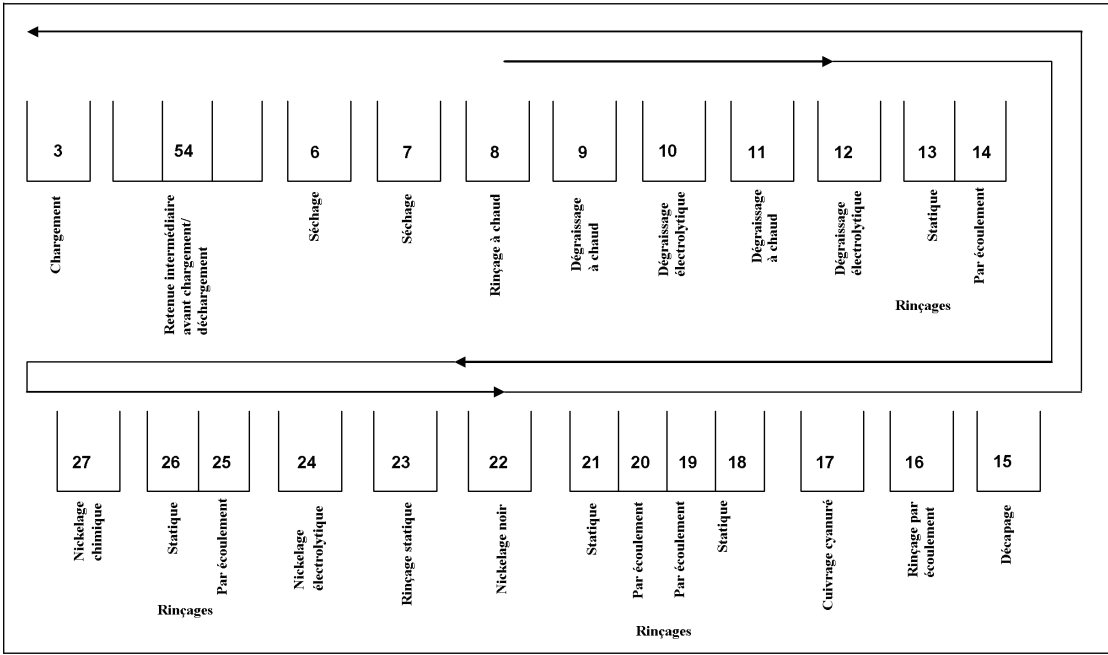 3
54
6
7
8
9
10
11
12
13
14
Chargement
Retenue intermédiaire
avant chargement/
déchargement
Séchage
Séchage
Rinçage à chaud
Dégraissage
à chaud
Dégraissage
électrolytique
Dégraissage
à chaud
Dégraissage
électrolytique
Statique
Par écoulement
Rinçages
27
26
25
24
23
22
21
20
19
18
17
16
15
Nickelage
chimique
Statique
Par écoulement
Nickelage
électrolytique
Rinçage statique
Nickelage noir
Statique
Par écoulement
Par écoulement
Statique
Cuivrage cyanuré
Rinçage par
écoulement
Décapage
Rinçages
Rinçages